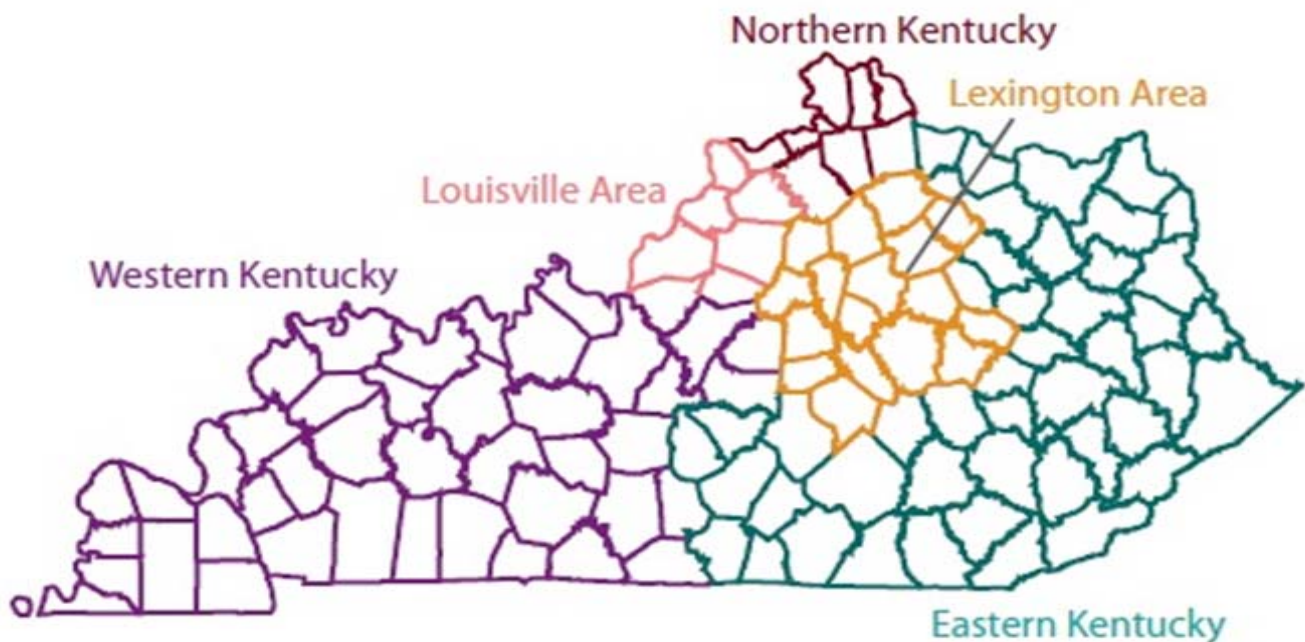 Northern Kentucky
Lexington Area
Louisville Area
Western Kentucky
Eastern Kentucky